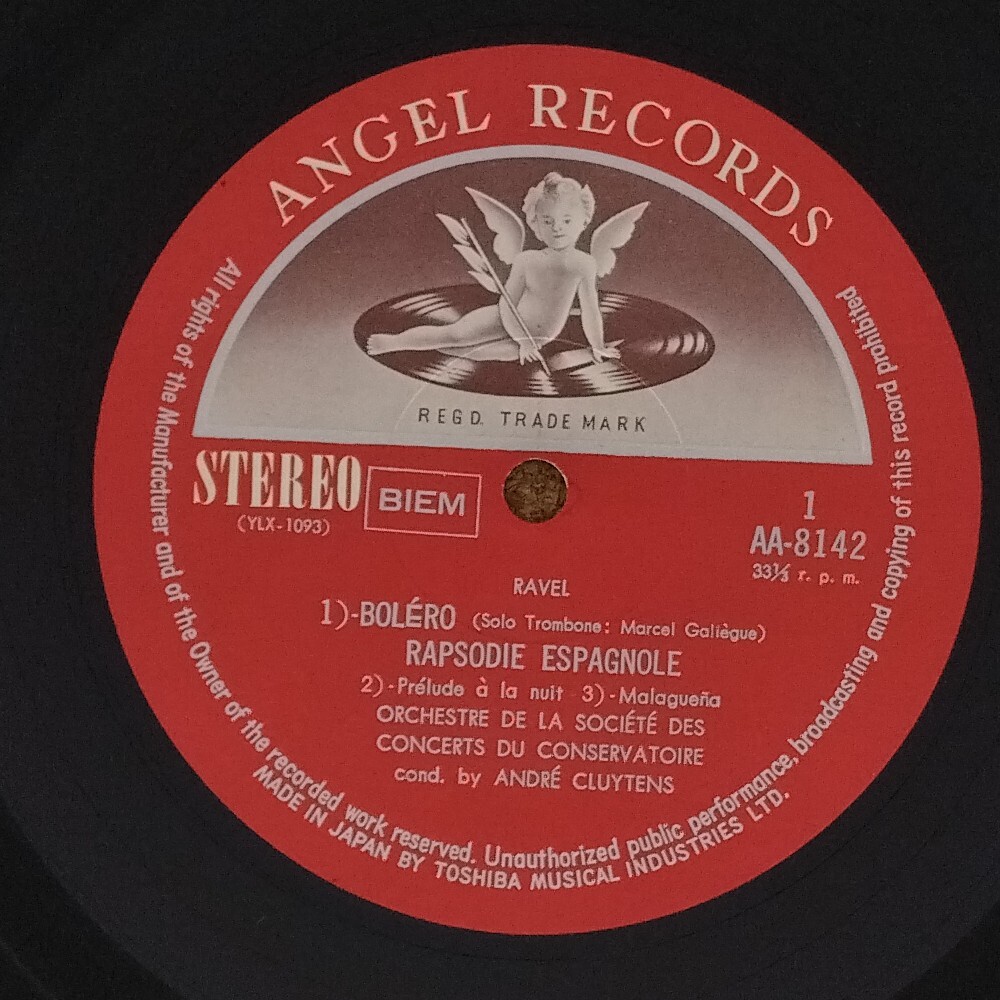 ANGEL RECORDS
REGD. TRADE MARK
STEREO
BIEM
(YLX-1093)
1
AA-8142
33⅓ r. p. m.
RAVEL
1)-BOLÉRO (Solo Trombone: Marcel Galiègue)
RAPSODIE ESPAGNOLE
2)-Prélude à la nuit 3)-Malagueña
ORCHESTRE DE LA SOCIÉTÉ DES
CONCERTS DU CONSERVATOIRE
cond. by ANDRÉ CLUYTENS
All rights of the Manufacturer and of the Owner of the recorded work reserved. Unauthorized public performance, broadcasting and copying of this record prohibited
MADE IN JAPAN BY TOSHIBA MUSICAL INDUSTRIES LTD.